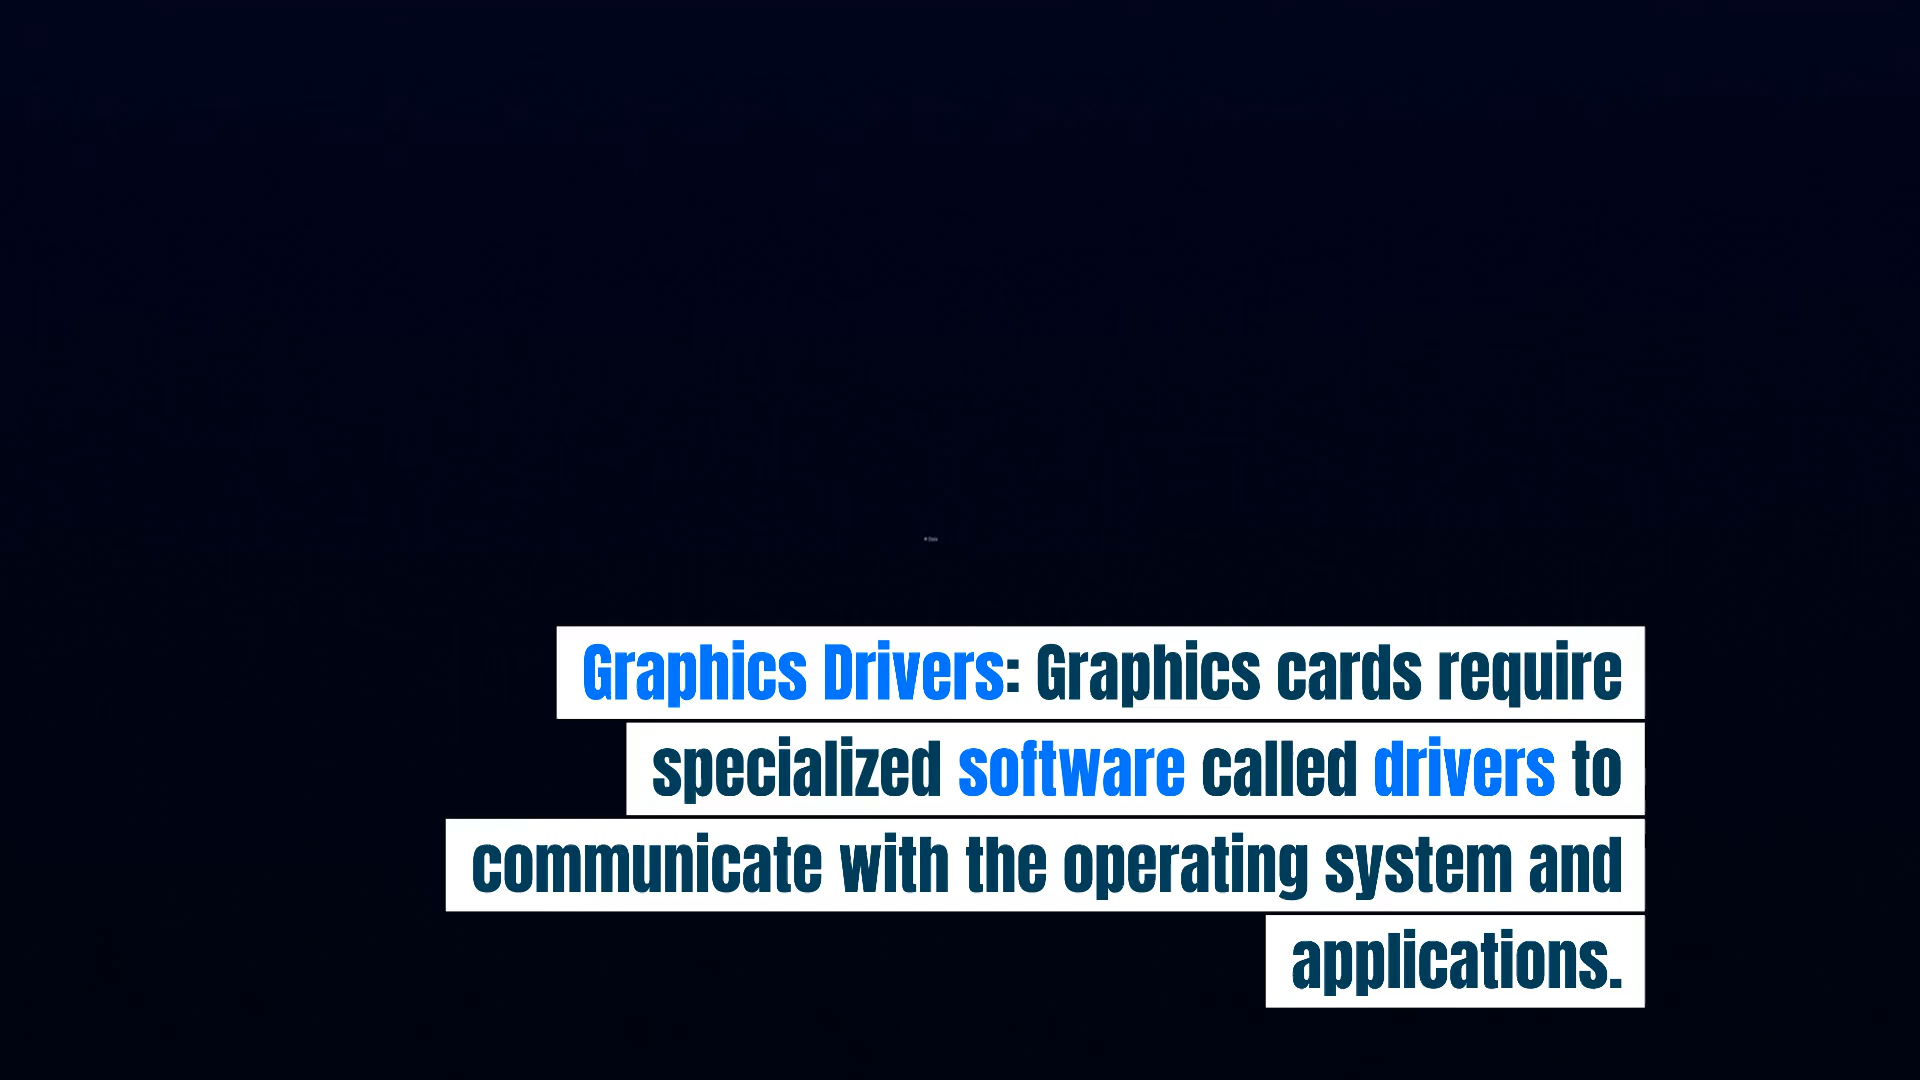 Graphics Drivers: Graphics cards require
specialized software called drivers to
communicate with the operating system and
applications.